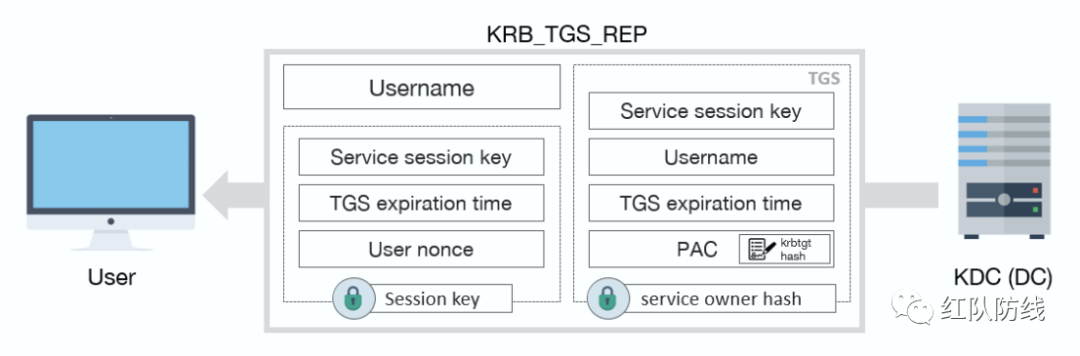 KRB_TGS_REP
Username
Service session key
TGS expiration time
User nonce
Session key
TGS
Service session key
Username
TGS expiration time
PAC
krbtgt
hash
service owner hash
User
KDC (DC)
红队防线